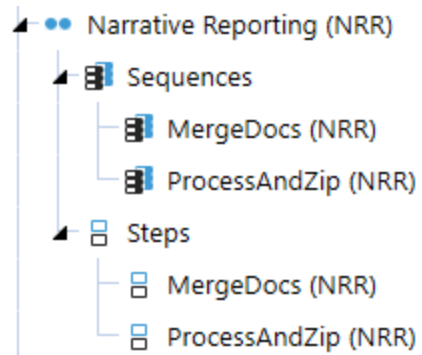 Narrative Reporting (NRR)
Sequences
MergeDocs (NRR)
ProcessAndZip (NRR)
Steps
MergeDocs (NRR)
ProcessAndZip (NRR)